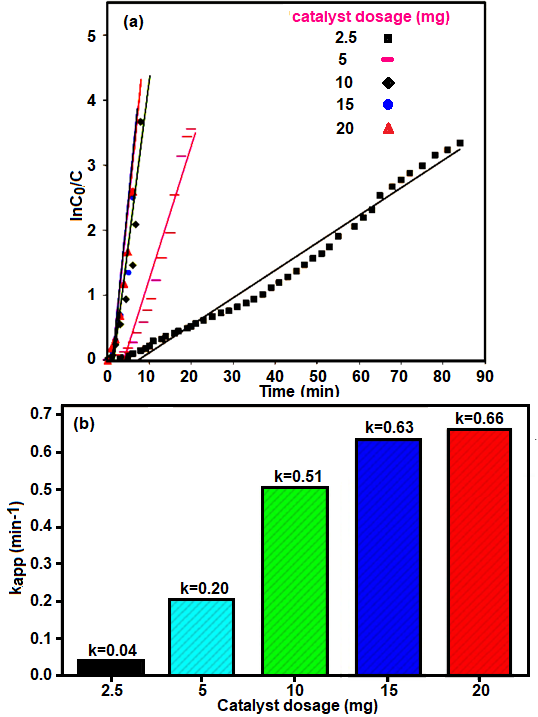 (a)
catalyst dosage (mg)
2.5
5
10
15
20
5
4
3
2
1
0
lnC0/C
0 10 20 30 40 50 60 70 80 90
Time (min)
(b)
0.7
0.6
0.5
0.4
0.3
0.2
0.1
0.0
kapp (min-1)
k=0.04
k=0.20
k=0.51
k=0.63
k=0.66
2.5 5 10 15 20
Catalyst dosage (mg)